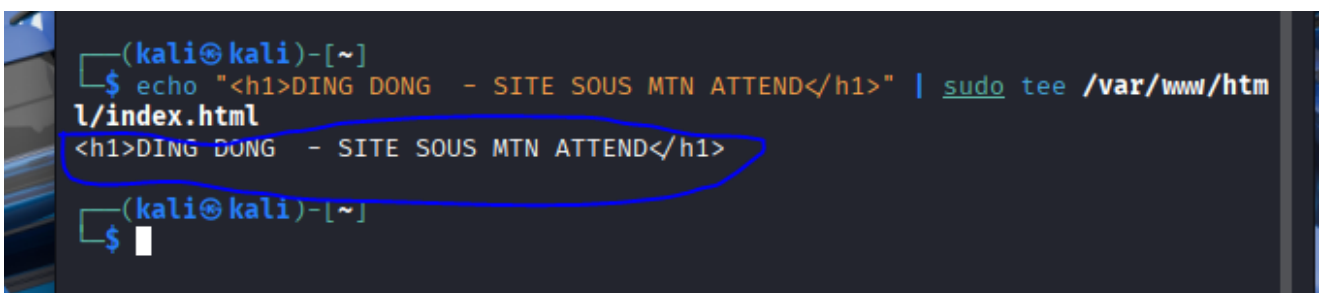 ┌──(kali㉿kali)-[~]
└─$ echo "<h1>DING DONG  - SITE SOUS MTN ATTEND</h1>" | sudo tee /var/www/htm
l/index.html
<h1>DING DONG  - SITE SOUS MTN ATTEND</h1>
┌──(kali㉿kali)-[~]
└─$